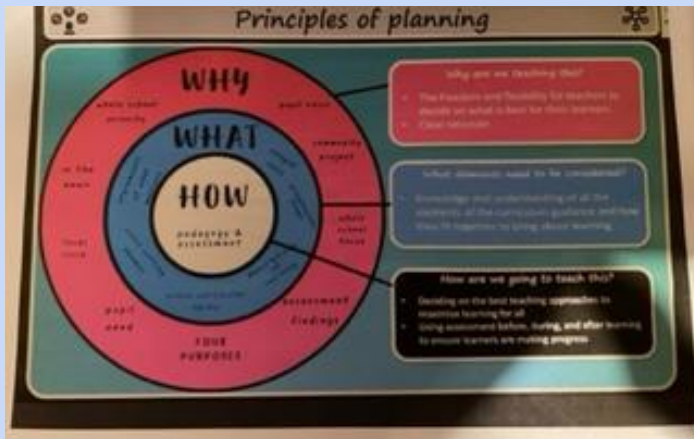 Principles of planning
WHY
whole school
priority
pupil voice
WHAT
community
project
in the
news
HOW
pedagogy &
assessment
whole
school
focus
local
pupil
need
assessment
findings
FOUR
PURPOSES
Why are we teaching this?
The freedom and flexibility for teachers to
decide on what is best for their learners
Clear rationale
What elements need to be considered?
Knowledge and understanding of all the
elements of the curriculum guidance and how
they fit together to bring about learning
How are we going to teach this?
Deciding on the best teaching approaches to
maximise learning for all
Using assessment before, during, and after learning
to ensure learners are making progress